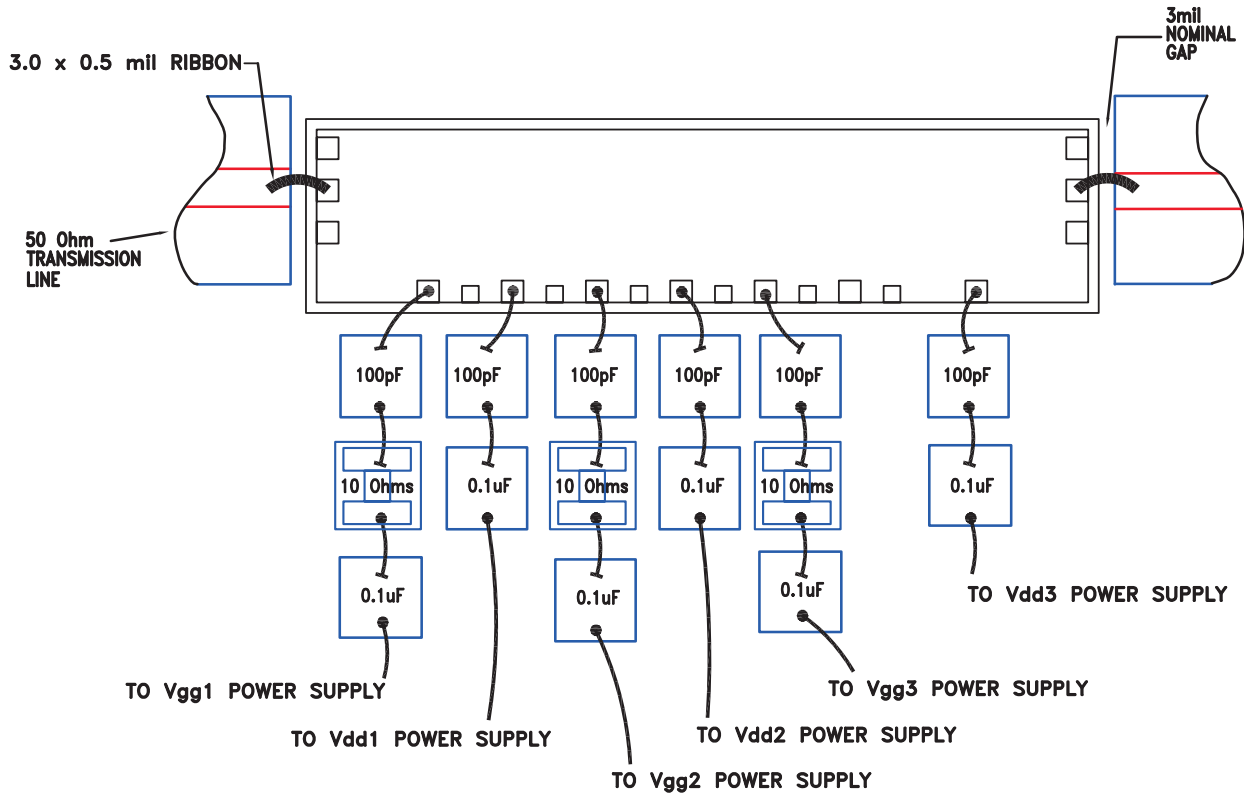 3mil
NOMINAL
GAP
3.0 x 0.5 mil RIBBON
50 Ohm
TRANSMISSION
LINE
100pF
100pF
100pF
100pF
100pF
100pF
10 Ohms
0.1uF
10 Ohms
0.1uF
10 Ohms
0.1uF
0.1uF
0.1uF
0.1uF
TO Vdd3 POWER SUPPLY
TO Vgg1 POWER SUPPLY
TO Vgg3 POWER SUPPLY
TO Vdd1 POWER SUPPLY
TO Vdd2 POWER SUPPLY
TO Vgg2 POWER SUPPLY